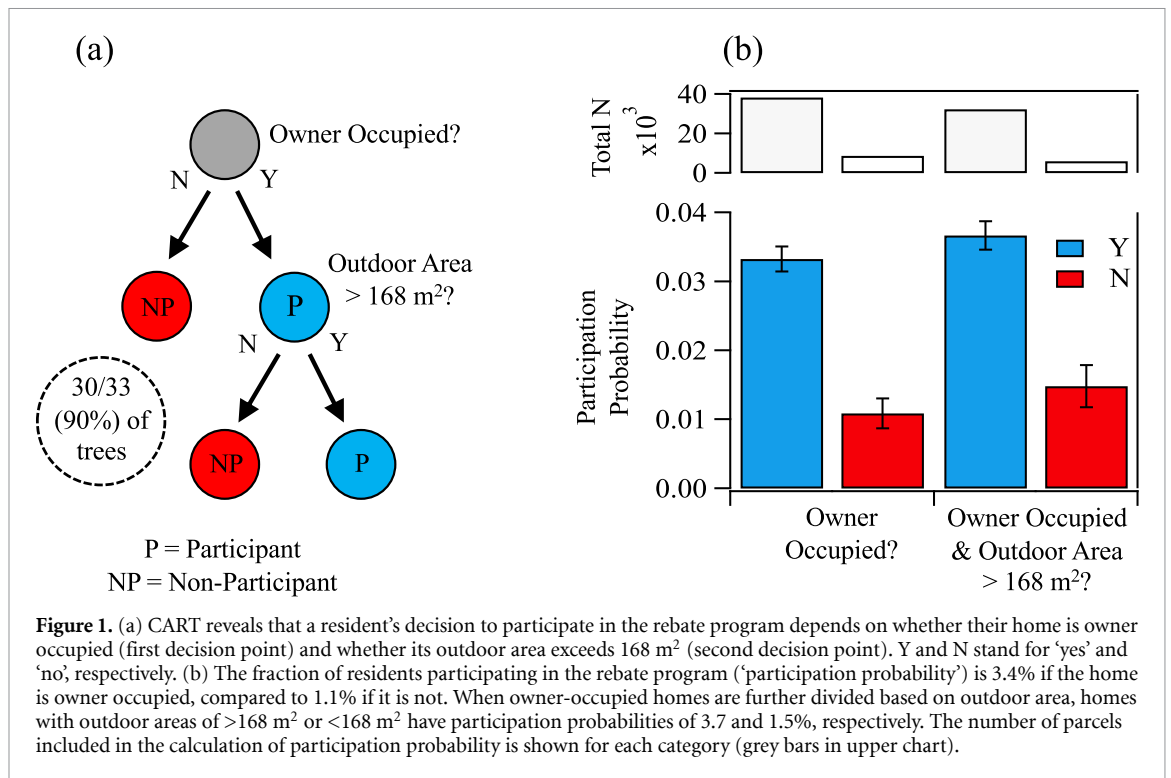 (a)
Owner Occupied?
N
Y
NP
P
Outdoor Area
> 168 m²?
N
Y
30/33
(90%) of
trees
NP
P
P = Participant
NP = Non-Participant
(b)
Total N
x10³
40
20
0
Participation
Probability
0.04
0.03
0.02
0.01
0.00
Y
N
Owner
Occupied?
Owner Occupied
& Outdoor Area
> 168 m²?
Figure 1. (a) CART reveals that a resident's decision to participate in the rebate program depends on whether their home is owner
occupied (first decision point) and whether its outdoor area exceeds 168 m² (second decision point). Y and N stand for 'yes' and
'no', respectively. (b) The fraction of residents participating in the rebate program ('participation probability') is 3.4% if the home
is owner occupied, compared to 1.1% if it is not. When owner-occupied homes are further divided based on outdoor area, homes
with outdoor areas of >168 m² or <168 m² have participation probabilities of 3.7 and 1.5%, respectively. The number of parcels
included in the calculation of participation probability is shown for each category (grey bars in upper chart).